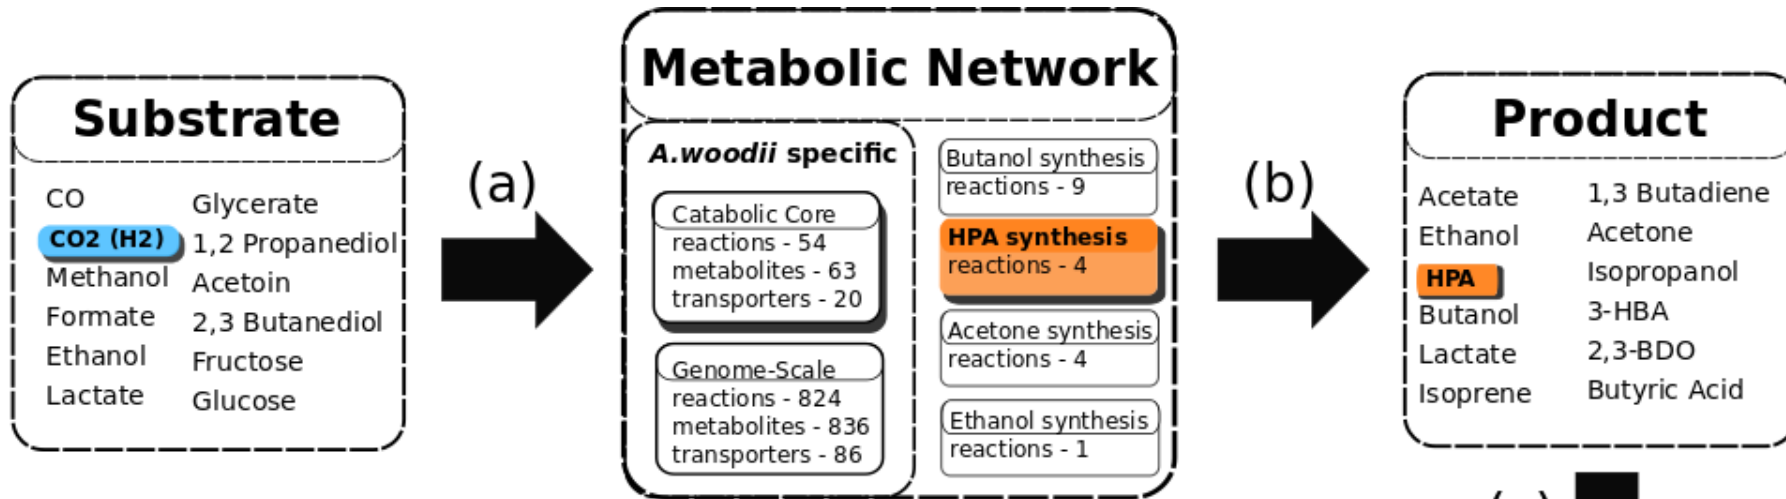 Substrate
CO
CO2 (H2)
Methanol
Formate
Ethanol
Lactate
Glycerate
1,2 Propanediol
Acetoin
2,3 Butanediol
Fructose
Glucose
(a)
Metabolic Network
A.woodii specific
Catabolic Core
reactions - 54
metabolites - 63
transporters - 20
Genome-Scale
reactions - 824
metabolites - 836
transporters - 86
Butanol synthesis
reactions - 9
HPA synthesis
reactions - 4
Acetone synthesis
reactions - 4
Ethanol synthesis
reactions - 1
(b)
Product
Acetate
Ethanol
HPA
Butanol
Lactate
Isoprene
1,3 Butadiene
Acetone
Isopropanol
3-HBA
2,3-BDO
Butyric Acid